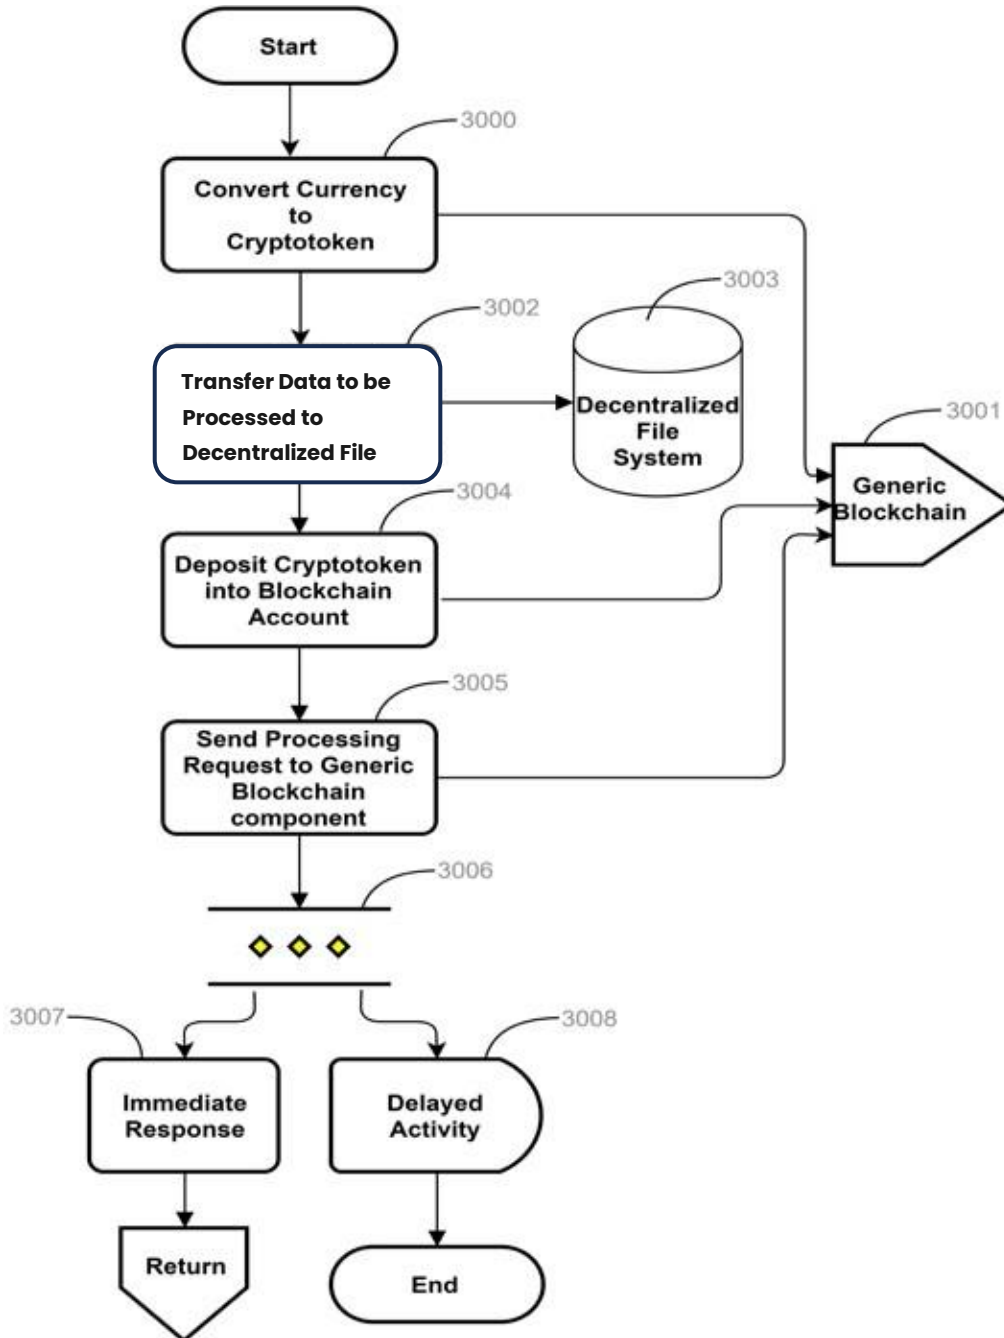 Start
3000
Convert Currency
to
Cryptotoken
3002
3003
Transfer Data to be
Processed to
Decentralized File
Decentralized
File
System
3001
Generic
Blockchain
3004
Deposit Cryptotoken
into Blockchain
Account
3005
Send Processing
Request to Generic
Blockchain
component
3006
3007
3008
Immediate
Response
Delayed
Activity
Return
End